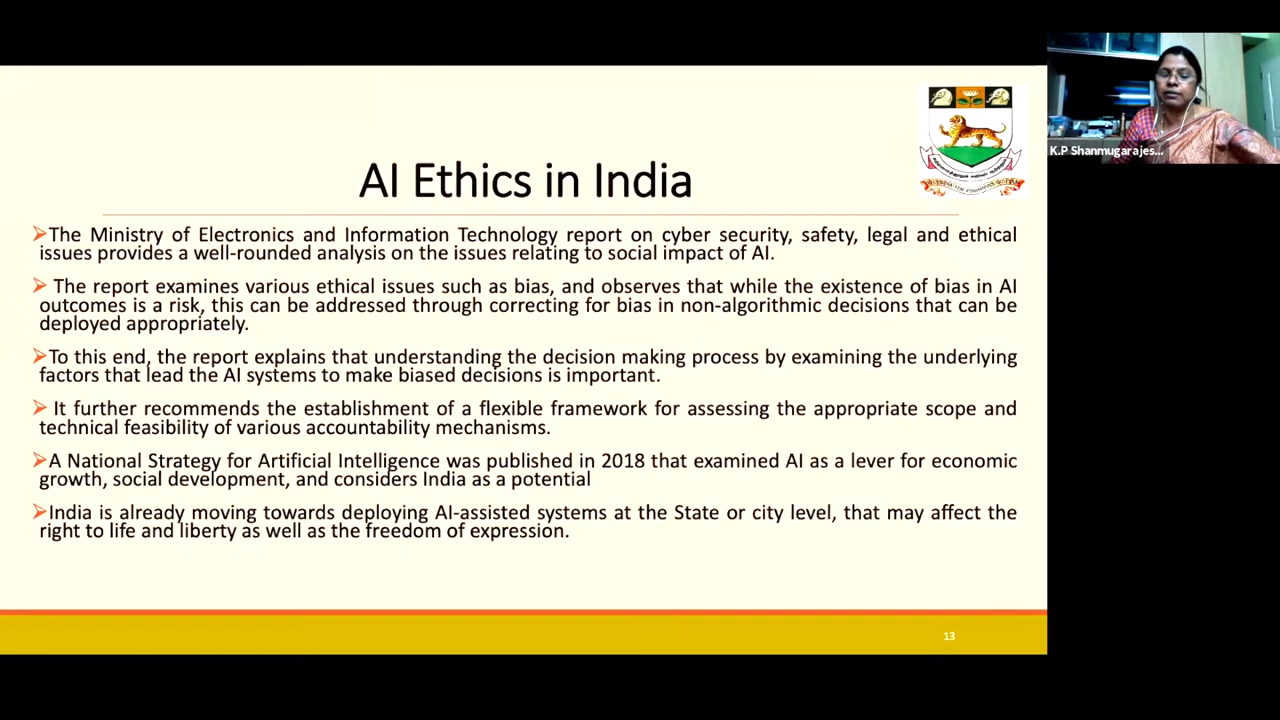 AI Ethics in India
K.P Shanmugarajes...
➢The Ministry of Electronics and Information Technology report on cyber security, safety, legal and ethical
issues provides a well-rounded analysis on the issues relating to social impact of AI.
➢ The report examines various ethical issues such as bias, and observes that while the existence of bias in AI
outcomes is a risk, this can be addressed through correcting for bias in non-algorithmic decisions that can be
deployed appropriately.
➢To this end, the report explains that understanding the decision making process by examining the underlying
factors that lead the AI systems to make biased decisions is important.
➢ It further recommends the establishment of a flexible framework for assessing the appropriate scope and
technical feasibility of various accountability mechanisms.
➢A National Strategy for Artificial Intelligence was published in 2018 that examined AI as a lever for economic
growth, social development, and considers India as a potential
➢India is already moving towards deploying AI-assisted systems at the State or city level, that may affect the
right to life and liberty as well as the freedom of expression.
13